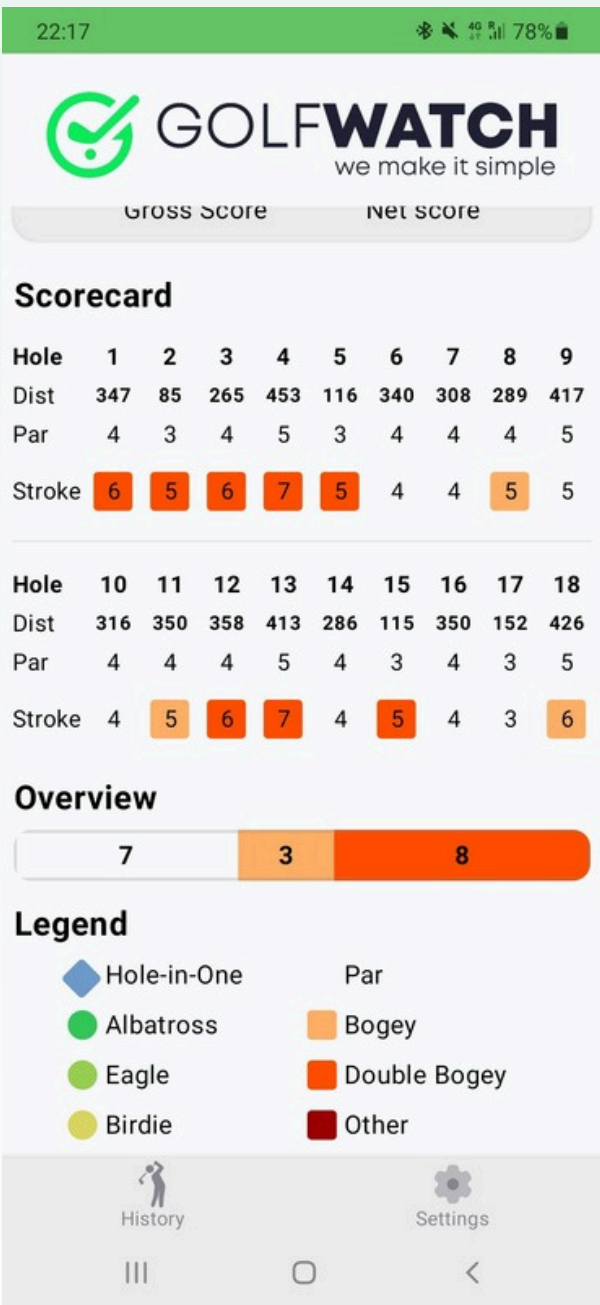 22:17 4G R 78%
GOLFWATCH
we make it simple
Gross Score Net score
Scorecard
Hole 1 2 3 4 5 6 7 8 9
Dist 347 85 265 453 116 340 308 289 417
Par 4 3 4 5 3 4 4 4 5
Stroke 6 5 6 7 5 4 4 5 5
Hole 10 11 12 13 14 15 16 17 18
Dist 316 350 358 413 286 115 350 152 426
Par 4 4 4 5 4 3 4 3 5
Stroke 4 5 6 7 4 5 4 3 6
Overview
7 3 8
Legend
Hole-in-One Par
Albatross Bogey
Eagle Double Bogey
Birdie Other
History Settings